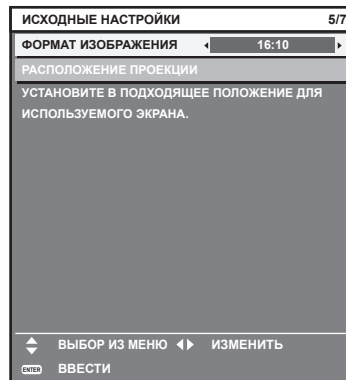 ИСХОДНЫЕ НАСТРОЙКИ 5/7
ФОРМАТ ИЗОБРАЖЕНИЯ 16:10
РАСПОЛОЖЕНИЕ ПРОЕКЦИИ
УСТАНОВИТЕ В ПОДХОДЯЩЕЕ ПОЛОЖЕНИЕ ДЛЯ
ИСПОЛЬЗУЕМОГО ЭКРАНА.
ВЫБОР ИЗ МЕНЮ ИЗМЕНИТЬ
ENTER ВВЕСТИ